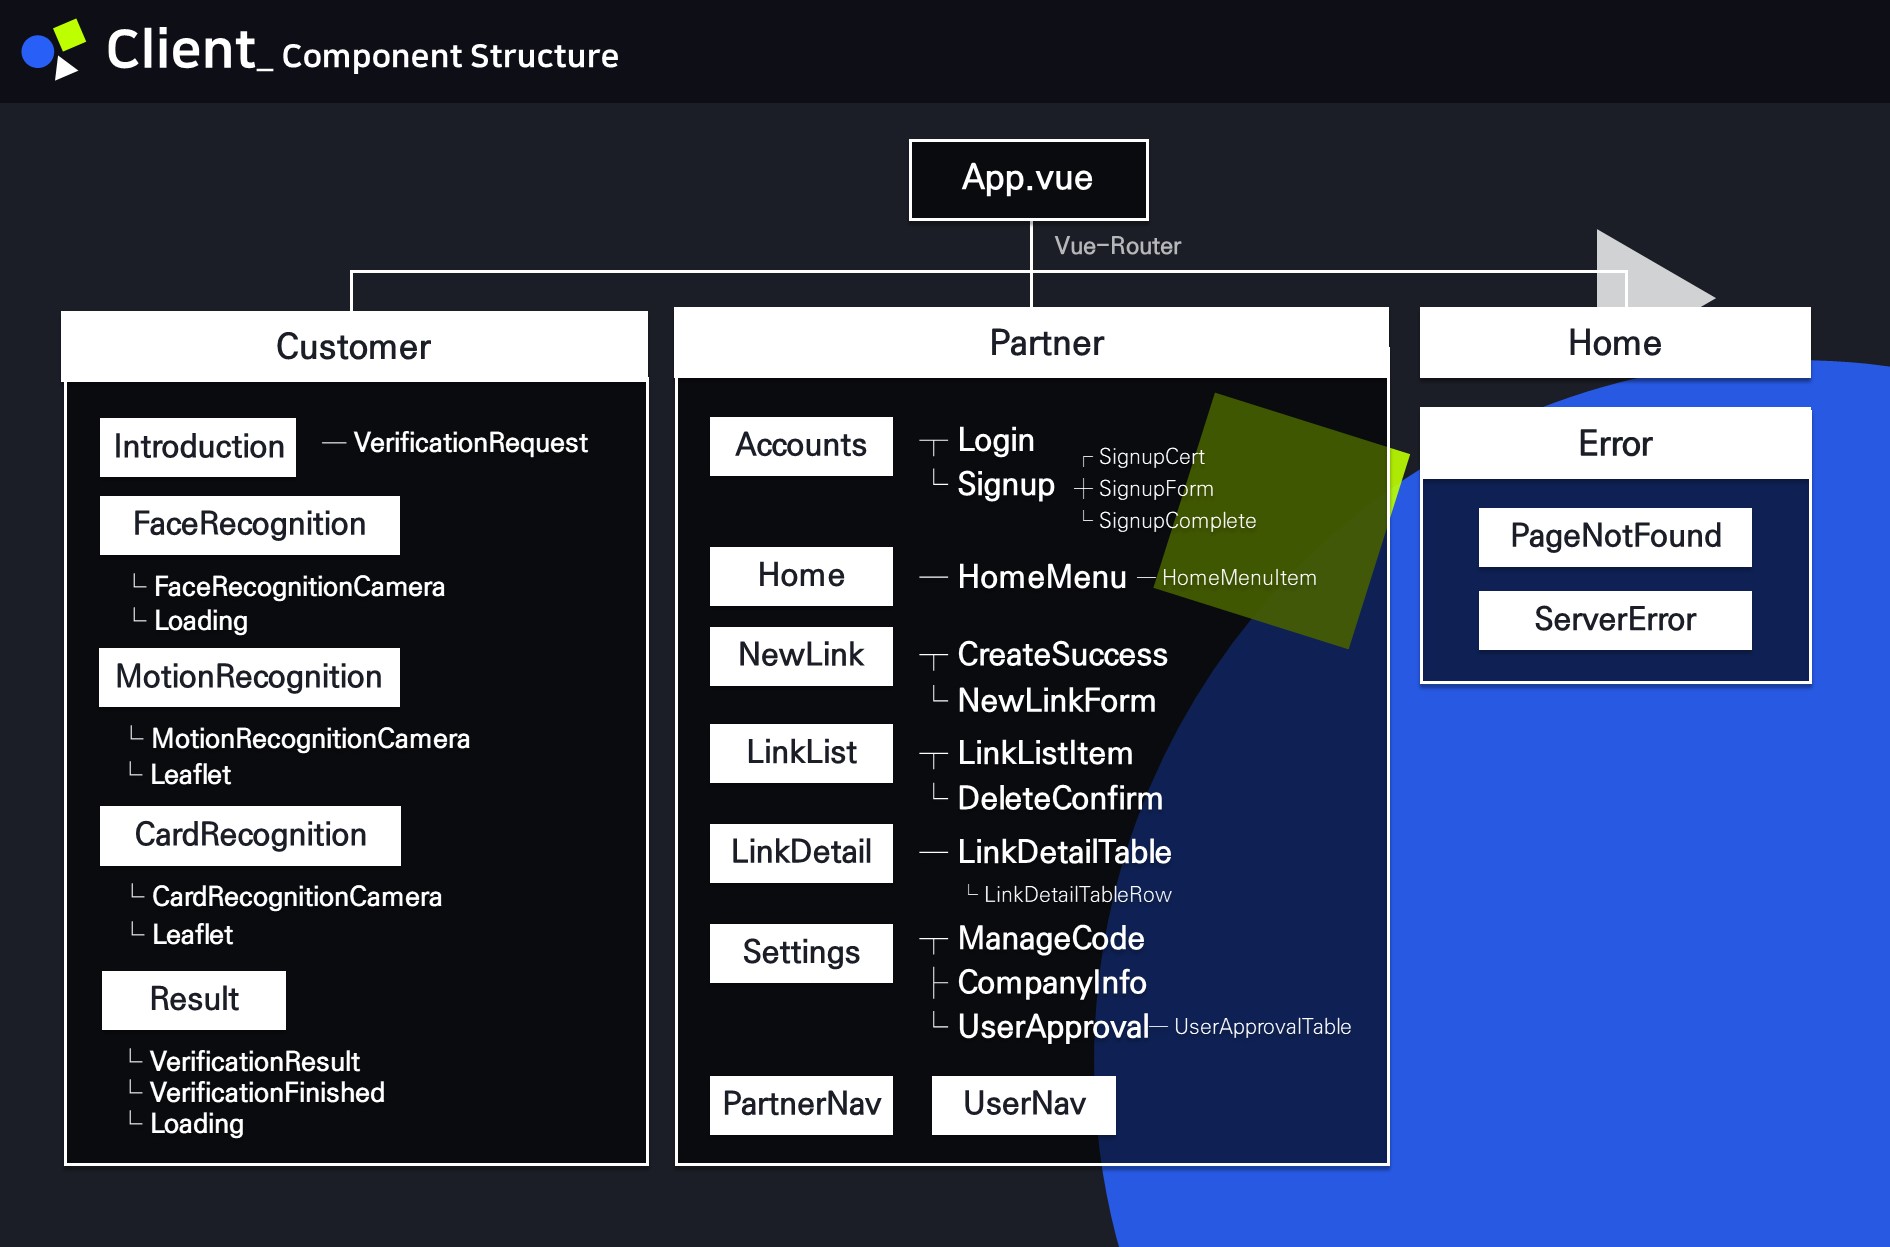 Client_ Component Structure
App.vue
Vue-Router
Customer
Introduction
VerificationRequest
FaceRecognition
FaceRecognitionCamera
Loading
MotionRecognition
MotionRecognitionCamera
Leaflet
CardRecognition
CardRecognitionCamera
Leaflet
Result
VerificationResult
VerificationFinished
Loading
Partner
Accounts
Login
Signup
SignupCert
SignupForm
SignupComplete
Home
HomeMenu
HomeMenuItem
NewLink
CreateSuccess
NewLinkForm
LinkList
LinkListItem
DeleteConfirm
LinkDetail
LinkDetailTable
LinkDetailTableRow
Settings
ManageCode
CompanyInfo
UserApproval
UserApprovalTable
PartnerNav
UserNav
Home
Error
PageNotFound
ServerError